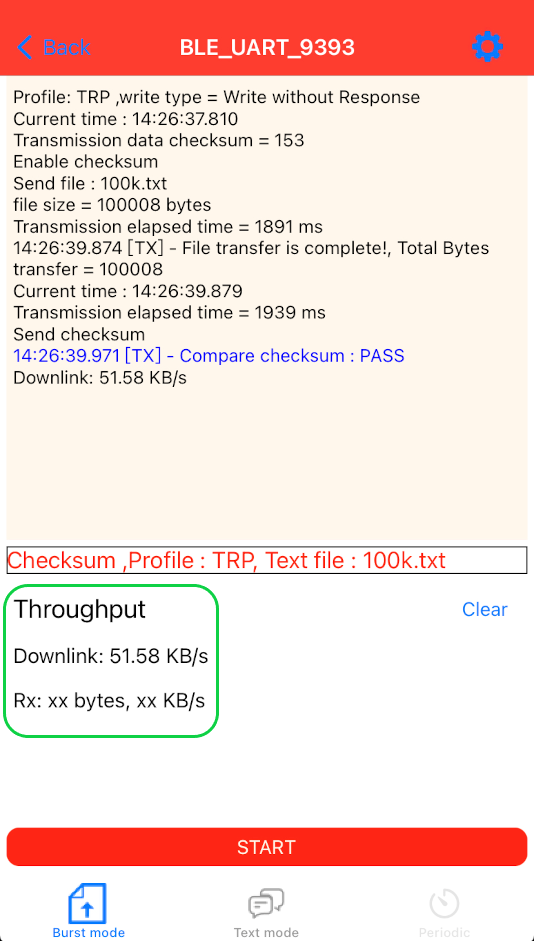 Back
BLE_UART_9393
Profile: TRP ,write type = Write without Response
Current time : 14:26:37.810
Transmission data checksum = 153
Enable checksum
Send file : 100k.txt
file size = 100008 bytes
Transmission elapsed time = 1891 ms
14:26:39.874 [TX] - File transfer is complete!, Total Bytes
transfer = 100008
Current time : 14:26:39.879
Transmission elapsed time = 1939 ms
Send checksum
14:26:39.971 [TX] - Compare checksum : PASS
Downlink: 51.58 KB/s
Checksum ,Profile : TRP, Text file : 100k.txt
Throughput
Clear
Downlink: 51.58 KB/s
Rx: xx bytes, xx KB/s
START
Burst mode
Text mode
Periodic